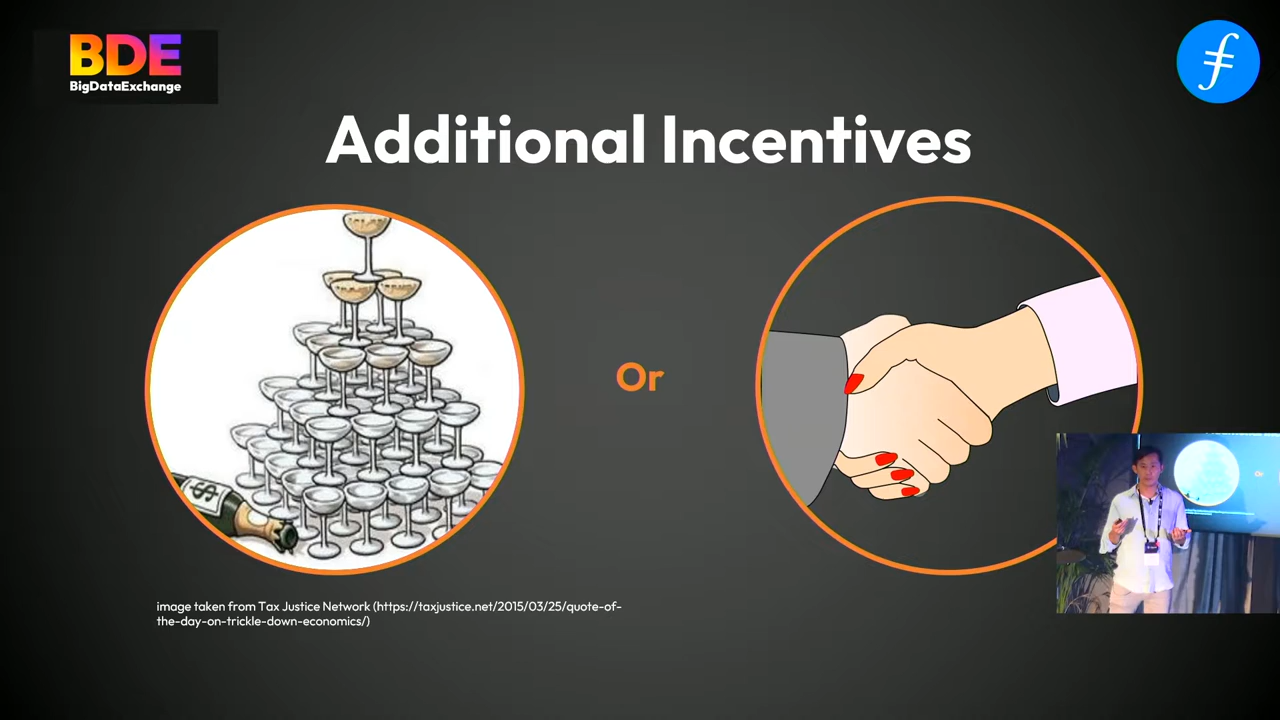 BDE
BigDataExchange
Additional Incentives
Or
$
image taken from Tax Justice Network (https://taxjustice.net/2015/03/25/quote-of-
the-day-on-trickle-down-economics/)